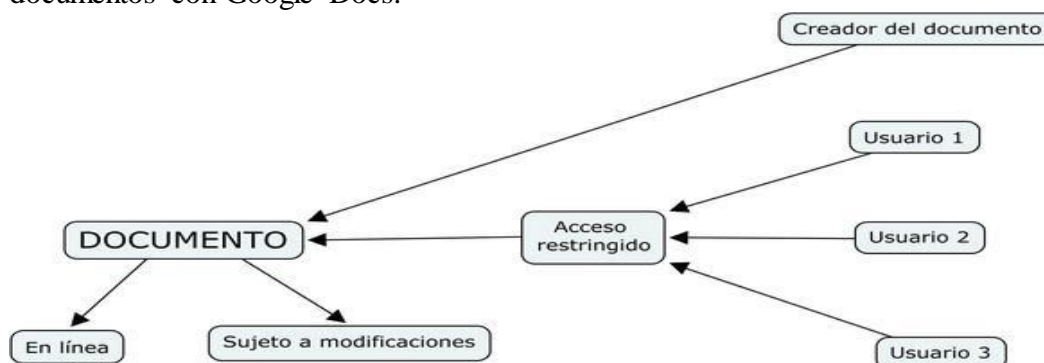 documentos con Google Docs.
Creador del documento
Usuario 1
DOCUMENTO
Acceso
restringido
Usuario 2
En línea
Sujeto a modificaciones
Usuario 3